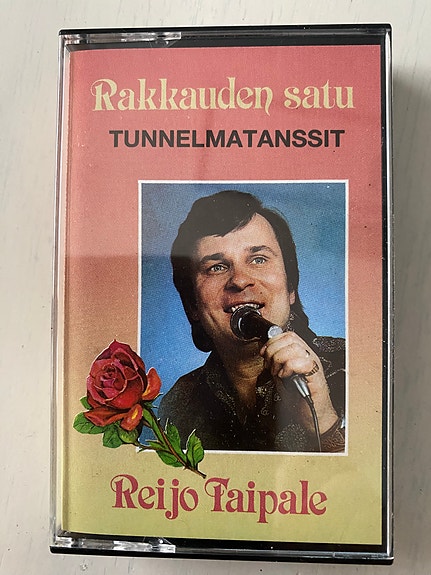 Rakkauden satu
TUNNELMATANSSIT
Reijo Taipale